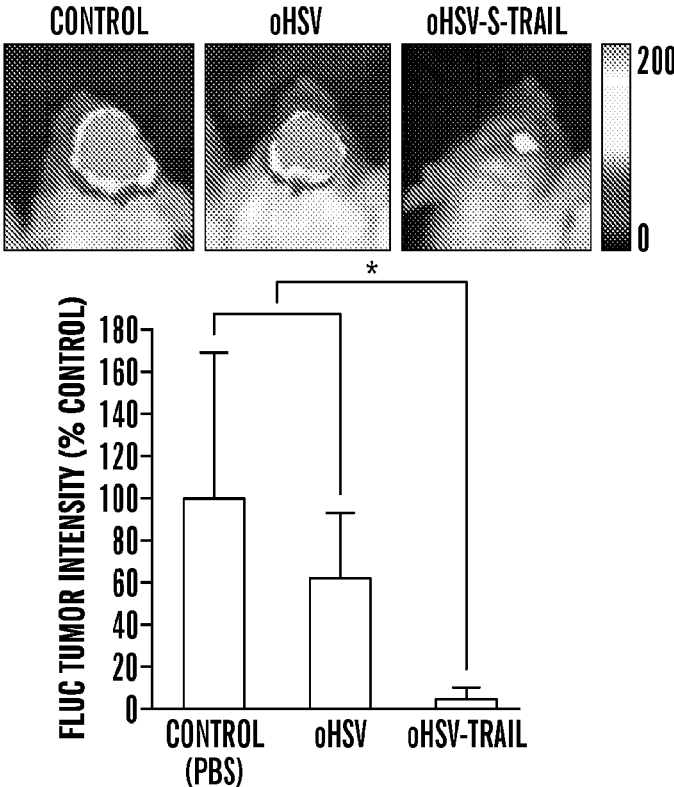 CONTROL
oHSV
oHSV-S-TRAIL
200
0
*
FLUC TUMOR INTENSITY (% CONTROL)
180
160
140
120
100
80
60
40
20
0
CONTROL
(PBS)
oHSV
oHSV-TRAIL